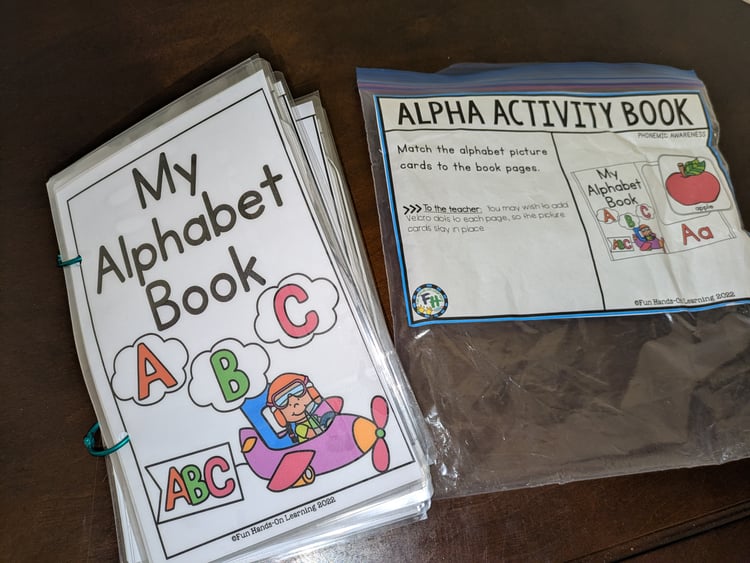 My
Alphabet
Book
A B C
ABC
©Fun Hands-On Learning 2022
ALPHA ACTIVITY BOOK
PHONEMIC AWARENESS
Match the alphabet picture
cards to the book pages.
To the teacher: You may wish to add
Velcro dots to each page, so the picture
cards stay in place
My
Alphabet
Book
A B C
ABC
apple
Aa
FH
©Fun Hands-On Learning 2022